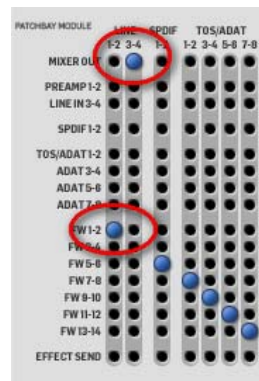 PATCHBAY MODULE
LINE SPDIF TOS/ADAT
1-2 3-4 1-2 3-4 5-6 7-8
MIXER OUT
PREAMP 1-2
LINE IN 3-4
SPDIF 1-2
TOS/ADAT 1-2
ADAT 3-4
ADAT 5-6
ADAT 7-8
FW 1-2
FW 5-6
FW 7-8
FW 9-10
FW 11-12
FW 13-14
EFFECT SEND